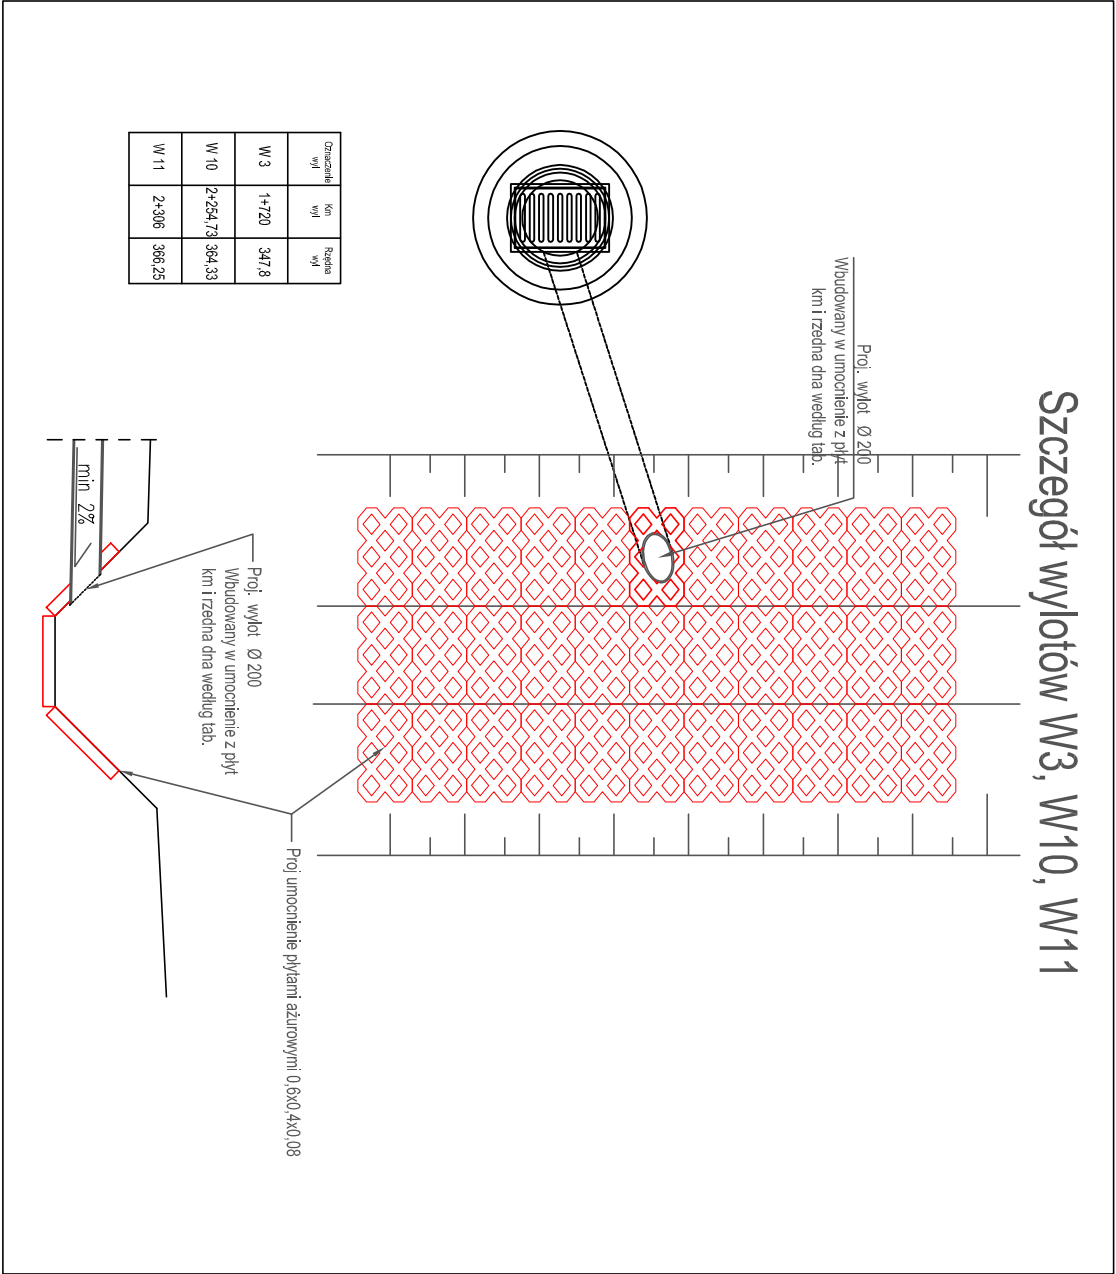 Szczegół wylotów W3, W10, W11
Proj. wylot Ø 200
Wbudowany w umocnienie z płyt
km i rzedna dna według tab.
Oznaczenie wyl
Km wyl
Rzędna wyl
W 3 1+720 347,8
W 10 2+254,73 364,33
W 11 2+306 366,25
Proj. wylot Ø 200
Wbudowany w umocnienie z płyt
km i rzedna dna według tab.
Proj umocnienie płytami ażurowymi 0,6x0,4x0,08
min 2%